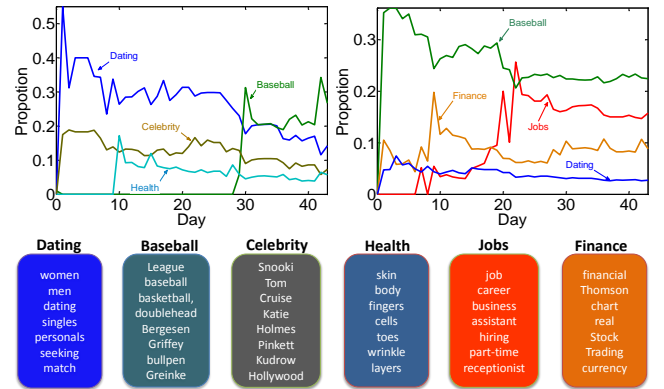 0.5
0.4
0.3
0.2
0.1
0
Propotion
0
10
20
30
40
Day
Dating
Baseball
Celebrity
Health
0.3
0.2
0.1
0
Propotion
0
10
20
30
40
Day
Baseball
Finance
Jobs
Dating
Dating
women
men
dating
singles
personals
seeking
match
Baseball
League
baseball
basketball,
doublehead
Bergesen
Griffey
bullpen
Greinke
Celebrity
Snooki
Tom
Cruise
Katie
Holmes
Pinkett
Kudrow
Hollywood
Health
skin
body
fingers
cells
toes
wrinkle
layers
Jobs
job
career
business
assistant
hiring
part-time
receptionist
Finance
financial
Thomson
chart
real
Stock
Trading
currency